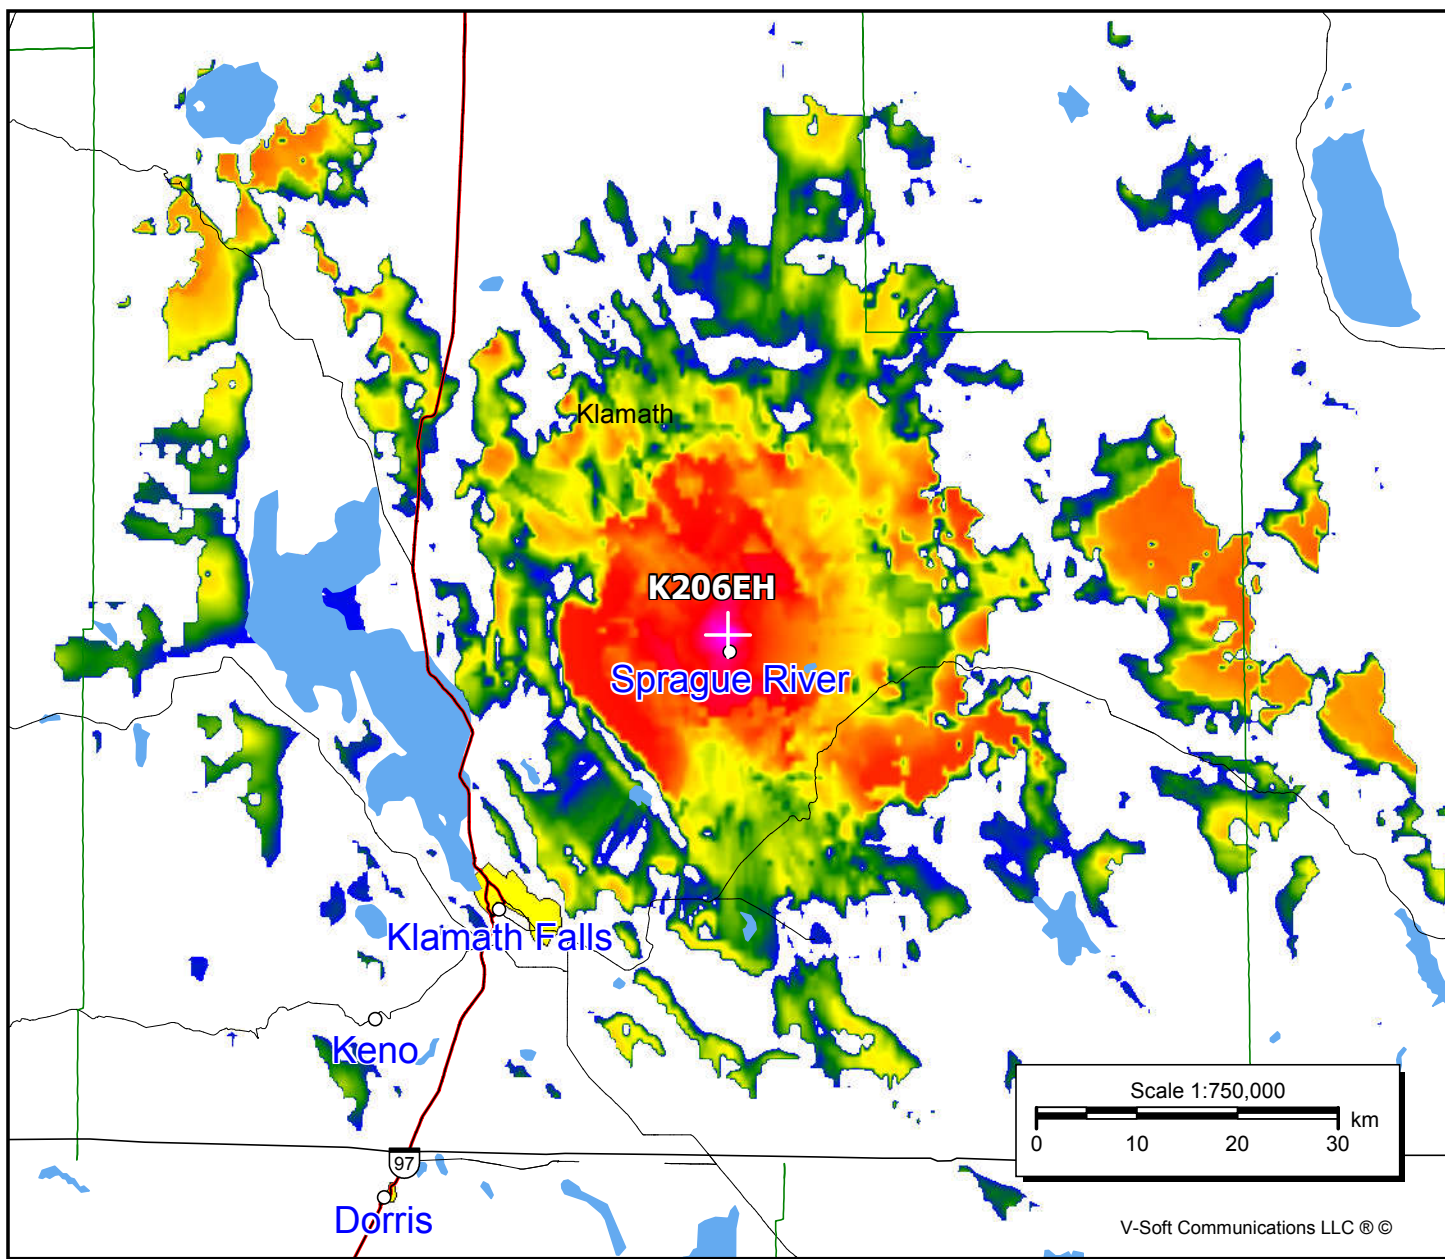 Klamath
K206EH
Sprague River
Klamath Falls
Keno
Scale 1:750,000
km
0 10 20 30
97
Dorris
V-Soft Communications LLC ® ©